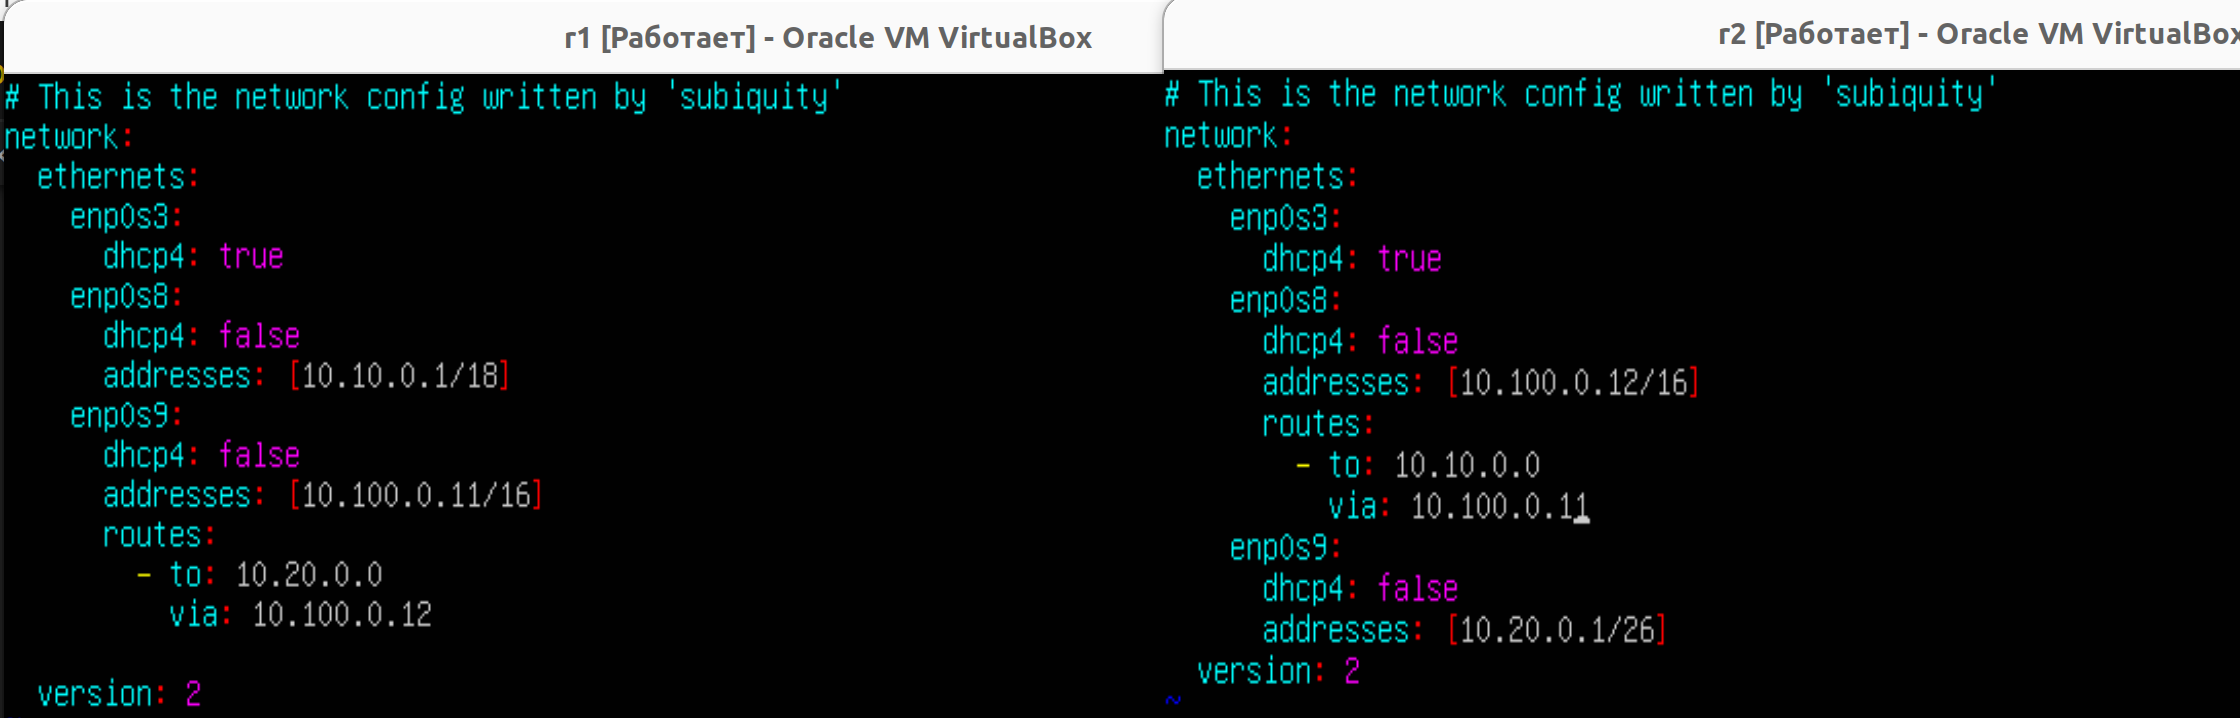 r1 [Работает] - Oracle VM VirtualBox
# This is the network config written by 'subiquity'
network:
  ethernets:
    enp0s3:
      dhcp4: true
    enp0s8:
      dhcp4: false
      addresses: [10.10.0.1/18]
    enp0s9:
      dhcp4: false
      addresses: [10.100.0.11/16]
      routes:
        - to: 10.20.0.0
          via: 10.100.0.12
  version: 2
r2 [Работает] - Oracle VM VirtualBox
# This is the network config written by 'subiquity'
network:
  ethernets:
    enp0s3:
      dhcp4: true
    enp0s8:
      dhcp4: false
      addresses: [10.100.0.12/16]
      routes:
        - to: 10.10.0.0
          via: 10.100.0.11
    enp0s9:
      dhcp4: false
      addresses: [10.20.0.1/26]
  version: 2
~